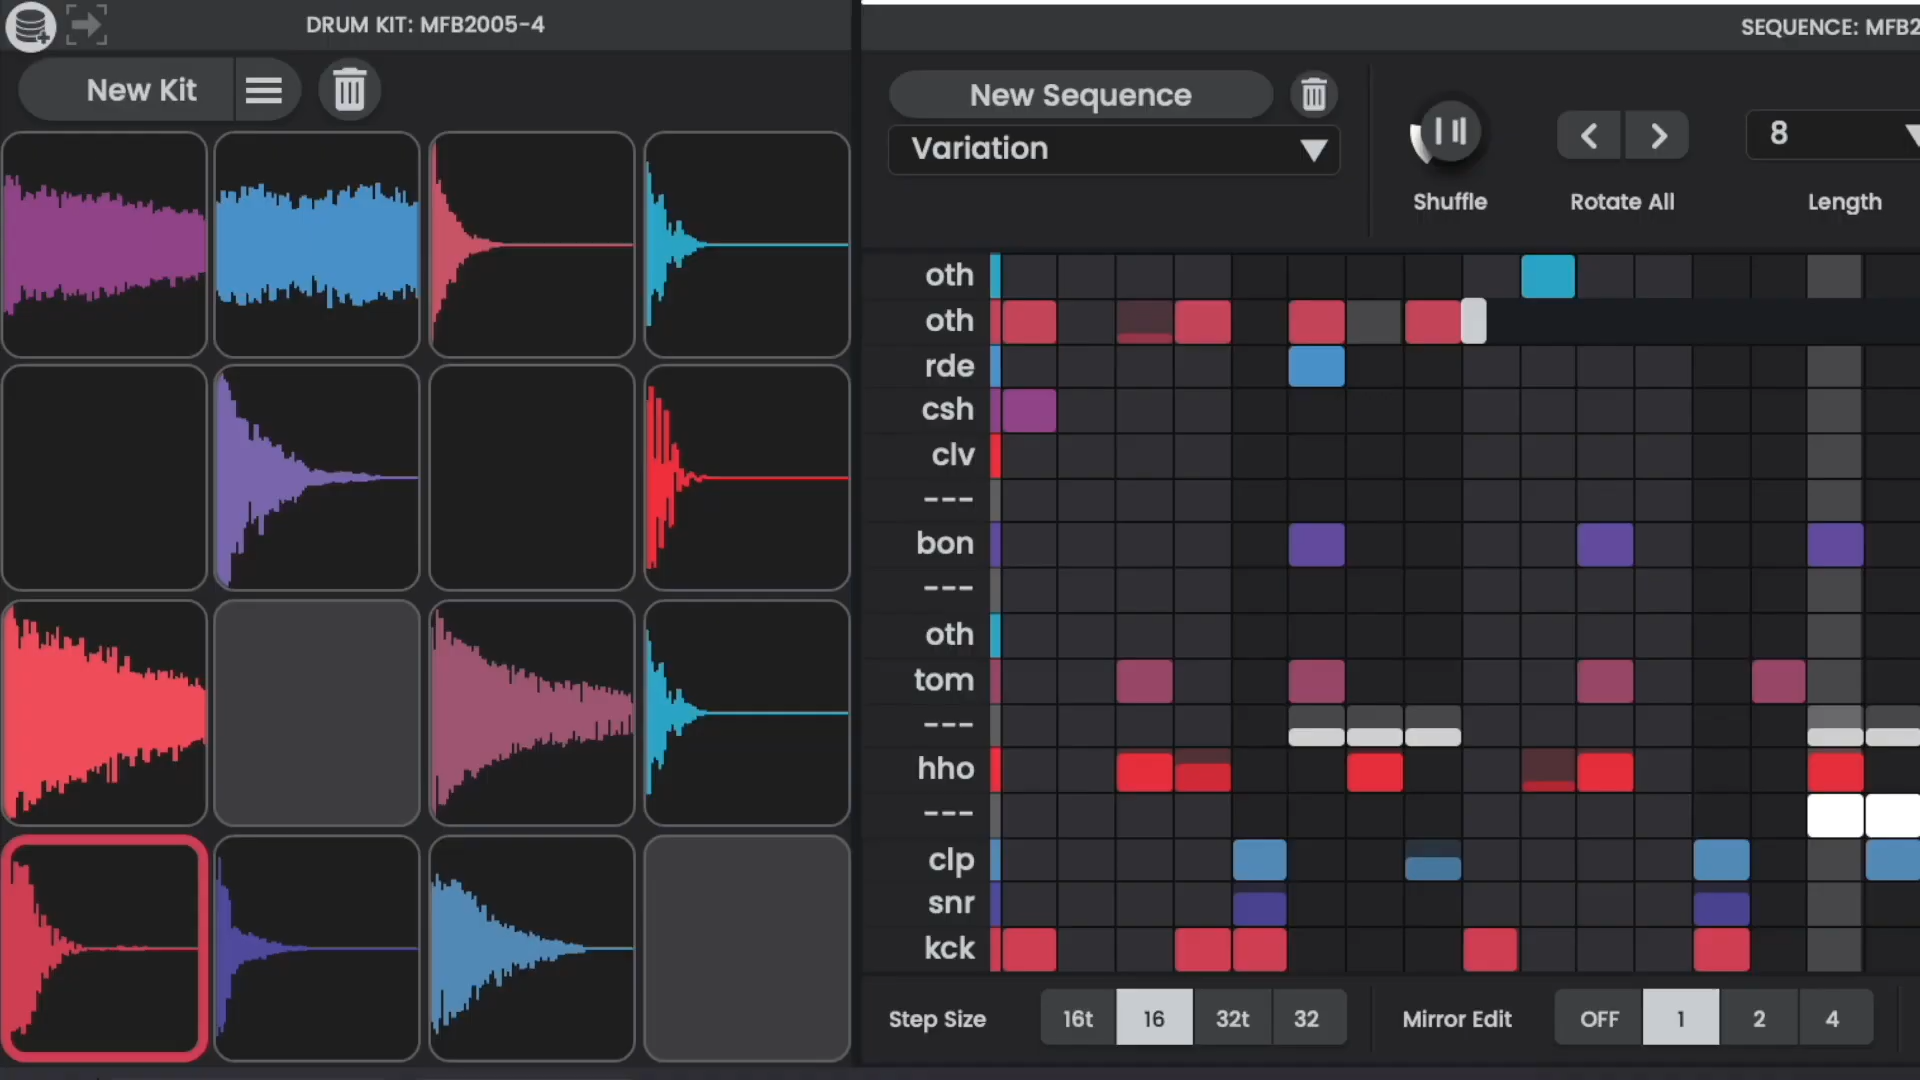 DRUM KIT: MFB2005-4
SEQUENCE: MFB2
New Kit
New Sequence
Variation
8
Shuffle
Rotate All
Length
oth
oth
rde
csh
clv
---
bon
---
oth
tom
---
hho
---
clp
snr
kck
Step Size
16t
16
32t
32
Mirror Edit
OFF
1
2
4